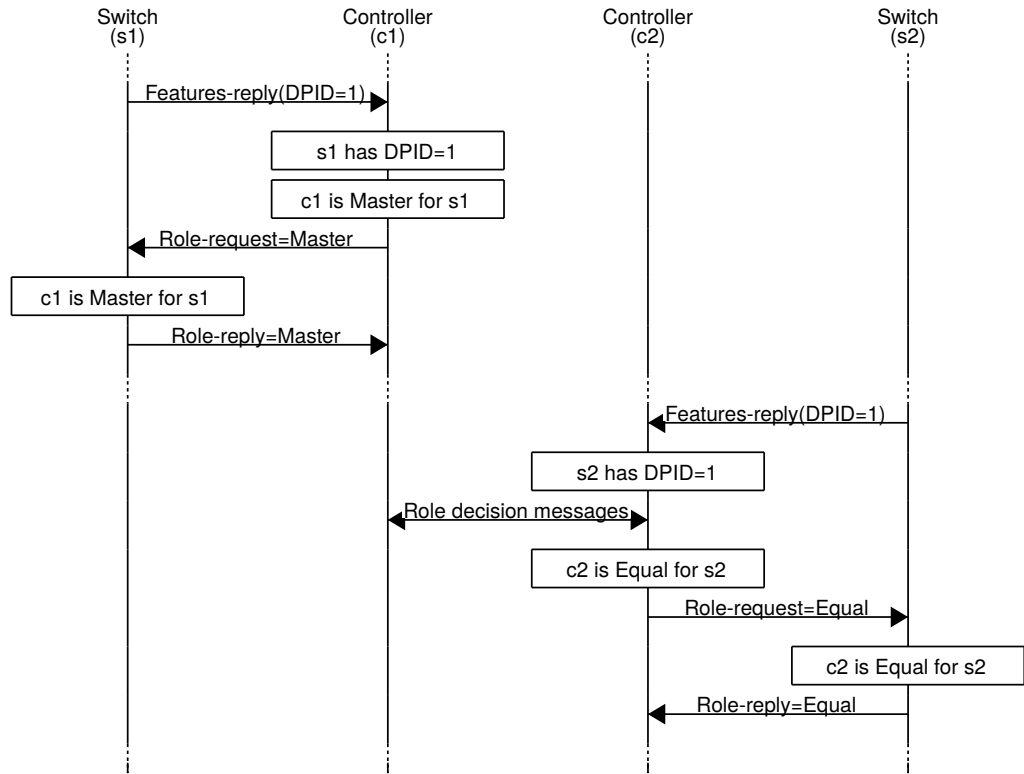 Switch
(s1)
Controller
(c1)
Controller
(c2)
Switch
(s2)
Features-reply(DPID=1)
s1 has DPID=1
c1 is Master for s1
Role-request=Master
c1 is Master for s1
Role-reply=Master
Features-reply(DPID=1)
s2 has DPID=1
Role decision messages
c2 is Equal for s2
Role-request=Equal
c2 is Equal for s2
Role-reply=Equal